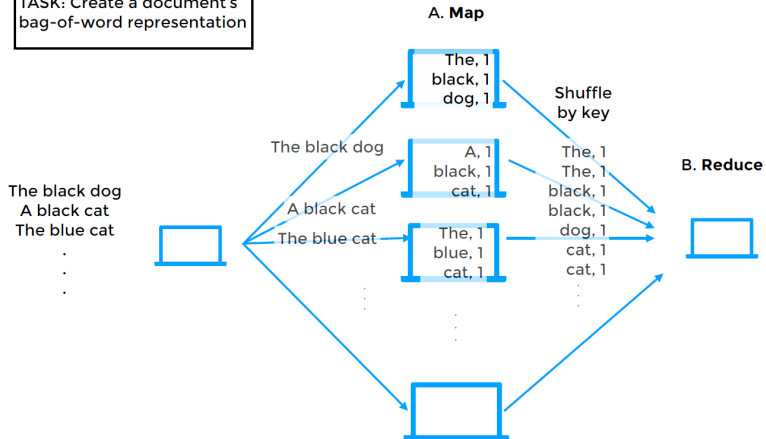 TASK: Create a document's
bag-of-word representation
A. Map
The, 1
black, 1
dog, 1
Shuffle
by key
The black dog
A, 1
black, 1
cat, 1
The, 1
The, 1
black, 1
black, 1
dog, 1
cat, 1
cat, 1
B. Reduce
The black dog
A black cat
The blue cat
.
.
.
A black cat
The blue cat
The, 1
blue, 1
cat, 1